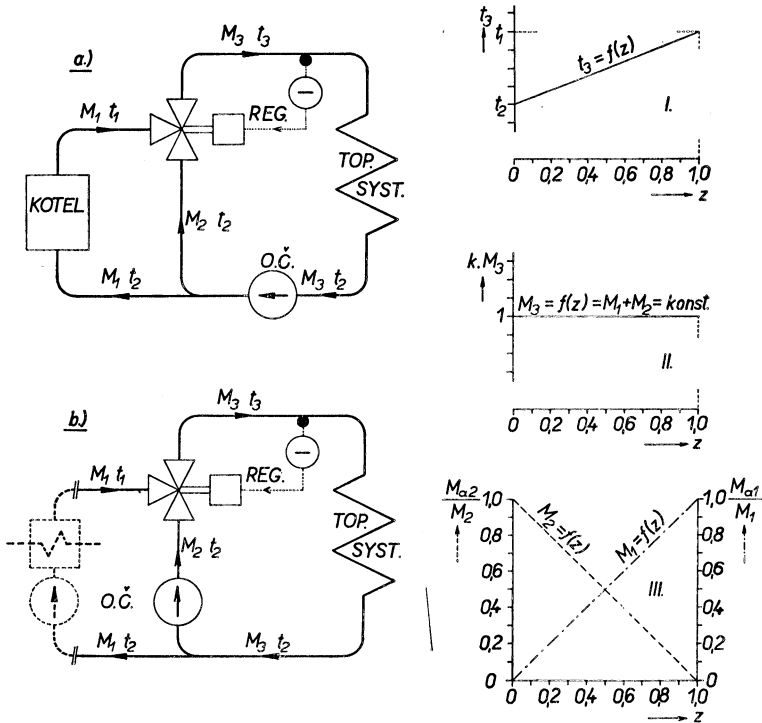 a.)
M₃ t₃
M₁ t₁
REG.
KOTEL
TOP.
SYST.
M₂ t₂
O.Č.
M₁ t₂
M₃ t₂
b.)
M₃ t₃
M₁ t₁
REG.
TOP.
SYST.
M₂ t₂
O.Č.
M₁ t₂
M₃ t₂
t₃
t₁
t₃ = f(z)
t₂
I.
0 0,2 0,4 0,6 0,8 1,0
z
k.M₃
M₃ = f(z) = M₁+M₂ = konst.
1
II.
0 0,2 0,4 0,6 0,8 1,0
z
Mα2
M₂
Mα1
M₁
1,0 1,0
M₂=f(z)
M₁=f(z)
0,8 0,8
0,6 0,6
III.
0,4 0,4
0,2 0,2
0 0
0 0,2 0,4 0,6 0,8 1,0
z